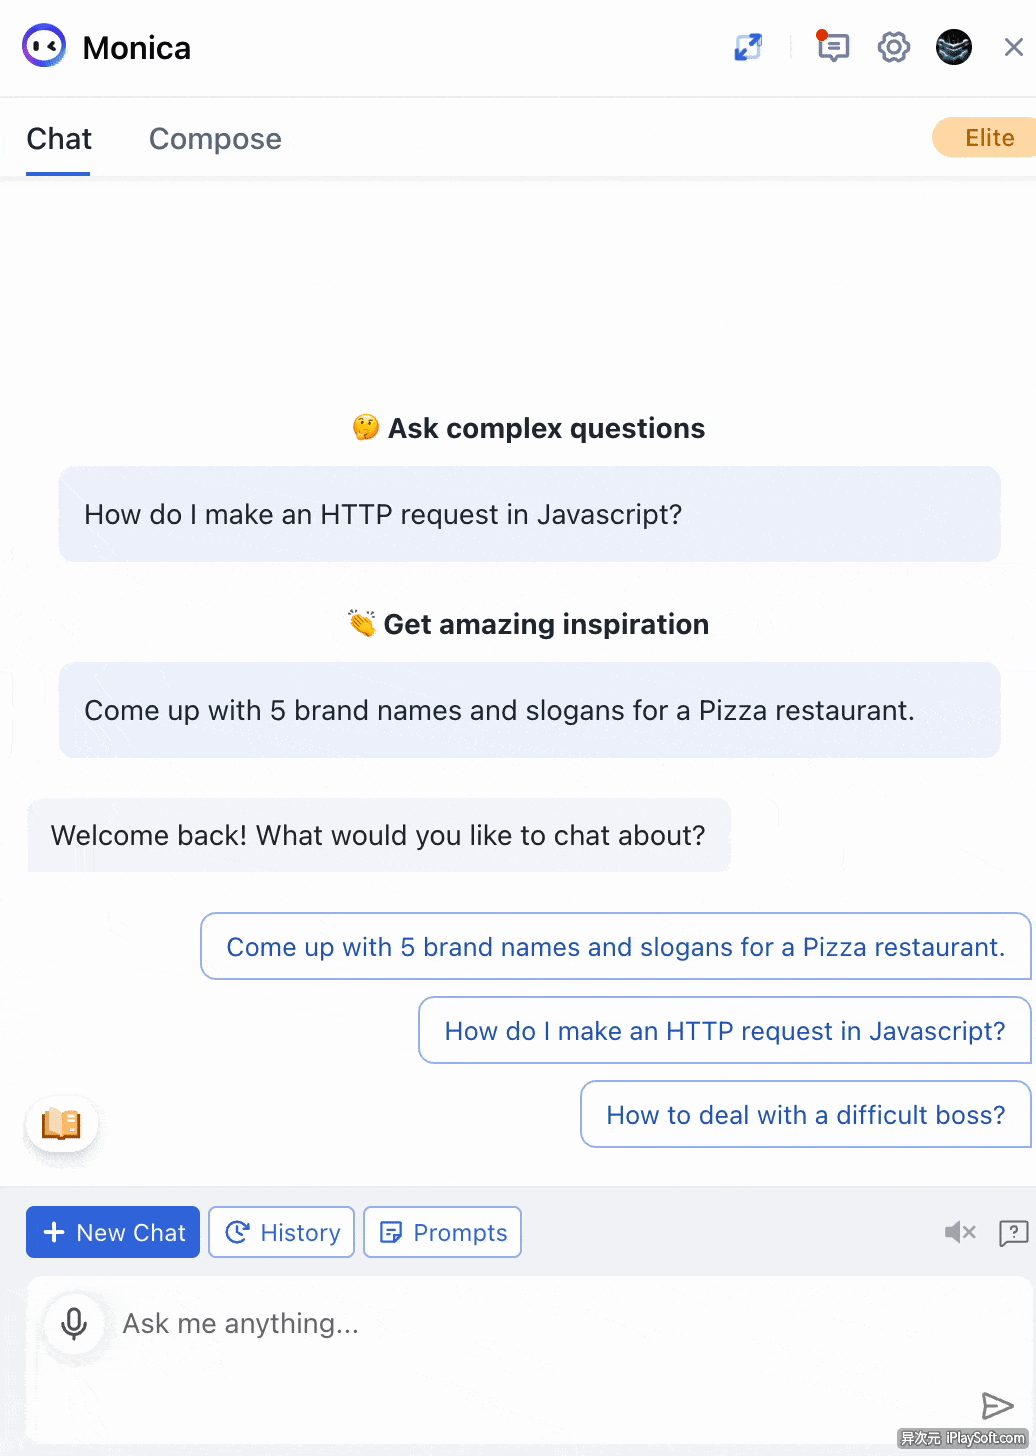 Monica
Chat
Compose
Elite
🤔 Ask complex questions
How do I make an HTTP request in Javascript?
👏 Get amazing inspiration
Come up with 5 brand names and slogans for a Pizza restaurant.
Welcome back! What would you like to chat about?
Come up with 5 brand names and slogans for a Pizza restaurant.
How do I make an HTTP request in Javascript?
How to deal with a difficult boss?
New Chat
History
Prompts
Ask me anything...
异次元 iPlaySoft.com